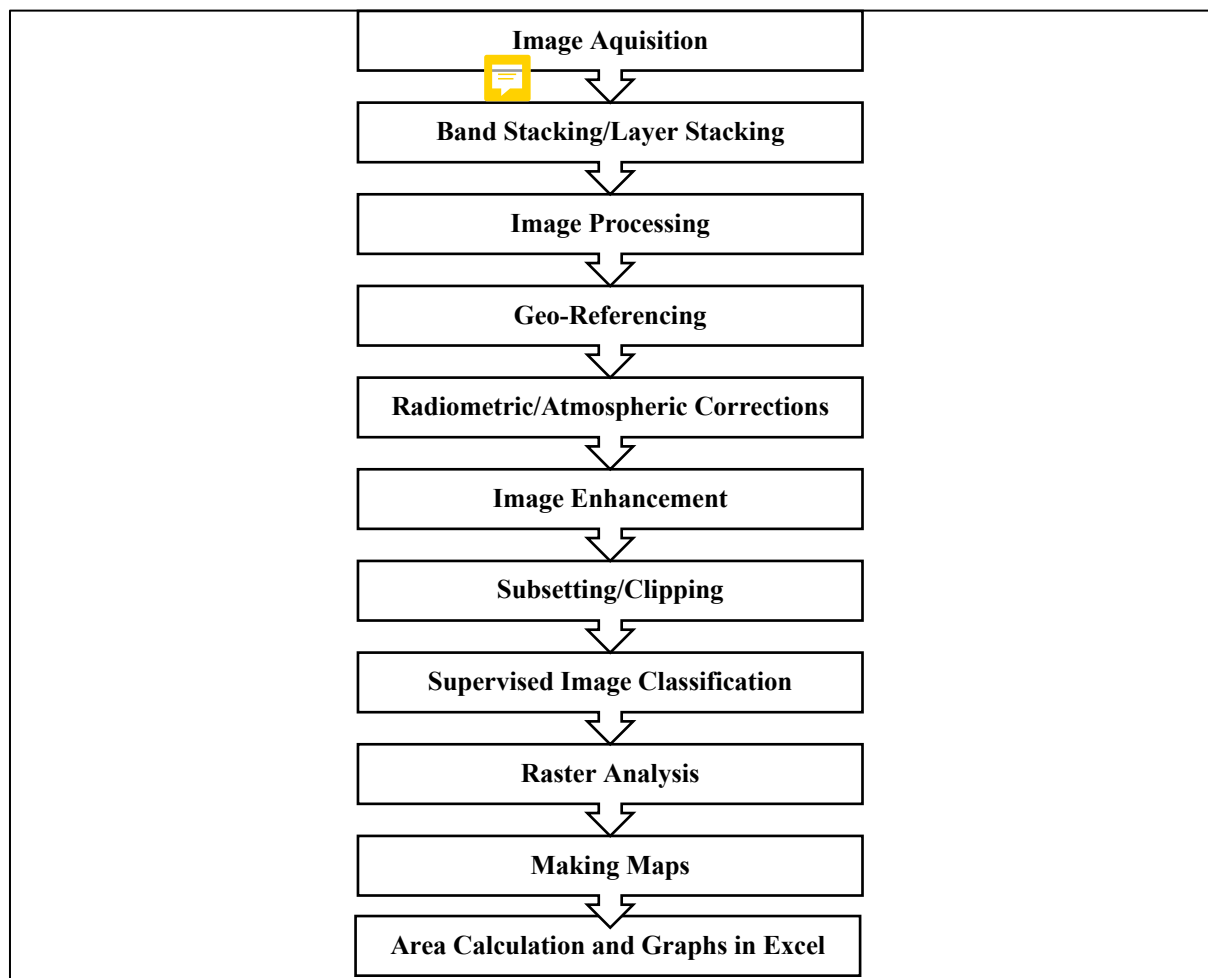 Image Aquisition
Band Stacking/Layer Stacking
Image Processing
Geo-Referencing
Radiometric/Atmospheric Corrections
Image Enhancement
Subsetting/Clipping
Supervised Image Classification
Raster Analysis
Making Maps
Area Calculation and Graphs in Excel